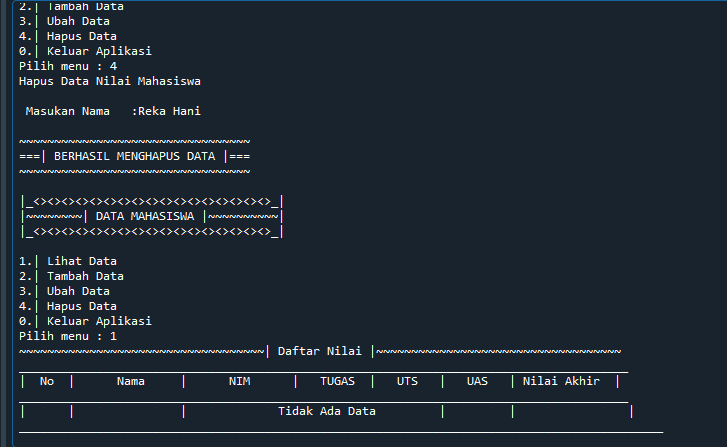 2.| Tambah Data
3.| Ubah Data
4.| Hapus Data
0.| Keluar Aplikasi
Pilih menu : 4
Hapus Data Nilai Mahasiswa
Masukan Nama   :Reka Hani
~~~~~~~~~~~~~~~~~~~~~~~~~~~~~~~~~
===| BERHASIL MENGHAPUS DATA |===
~~~~~~~~~~~~~~~~~~~~~~~~~~~~~~~~~
|_<><><><><><><><><><><><><><><><><>_|
|~~~~~~~~| DATA MAHASISWA |~~~~~~~~~~|
|_<><><><><><><><><><><><><><><><><>_|
1.| Lihat Data
2.| Tambah Data
3.| Ubah Data
4.| Hapus Data
0.| Keluar Aplikasi
Pilih menu : 1
~~~~~~~~~~~~~~~~~~~~~~~~~~~~~~~~~~~| Daftar Nilai |~~~~~~~~~~~~~~~~~~~~~~~~~~~~~~~~~~~
|  No  |      Nama     |      NIM      |  TUGAS  |   UTS   |   UAS   | Nilai Akhir  |
|      |               |             Tidak Ada Data         |         |                |